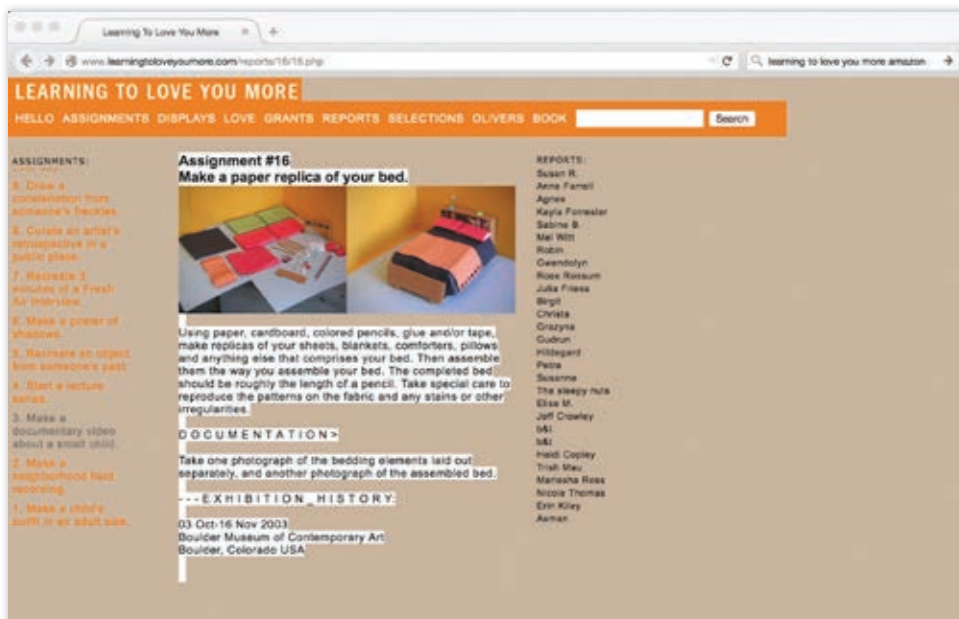 Learning To Love You More
www.learningtoloveyoumore.com/reports/16/16.php
learning to love you more amazon
LEARNING TO LOVE YOU MORE
HELLO ASSIGNMENTS DISPLAYS LOVE GRANTS REPORTS SELECTIONS OLIVERS BOOK
Search
ASSIGNMENTS:
9. Draw a
constellation from
someone's freckles.
8. Curate an artist's
retrospective in a
public place.
7. Recreate 3
minutes of a Fresh
Air interview.
6. Make a poster of
shadows.
5. Recreate an object
from someone's past.
4. Start a lecture
series.
3. Make a
documentary video
about a small child.
2. Make a
neighborhood field
recording.
1. Make a child's
outfit in an adult size.
Assignment #16
Make a paper replica of your bed.
Using paper, cardboard, colored pencils, glue and/or tape,
make replicas of your sheets, blankets, comforters, pillows
and anything else that comprises your bed. Then assemble
them the way you assemble your bed. The completed bed
should be roughly the length of a pencil. Take special care to
reproduce the patterns on the fabric and any stains or other
irregularities.
DOCUMENTATION>
Take one photograph of the bedding elements laid out
separately, and another photograph of the assembled bed.
---EXHIBITION_HISTORY:
03 Oct-16 Nov 2003
Boulder Museum of Contemporary Art
Boulder, Colorado USA
REPORTS:
Susan R.
Anne Farrell
Agnes
Kayla Forrester
Sabine B.
Mel Witt
Robin
Gwendolyn
Rose Rossum
Julia Friess
Birgit
Christa
Grazyna
Gudrun
Hildegard
Petra
Susanne
The sleepy nuts
Elise M.
Jeff Crowley
b&l
b&l
Heidi Copley
Trish Mau
Mariesha Ross
Nicole Thomas
Erin Kiley